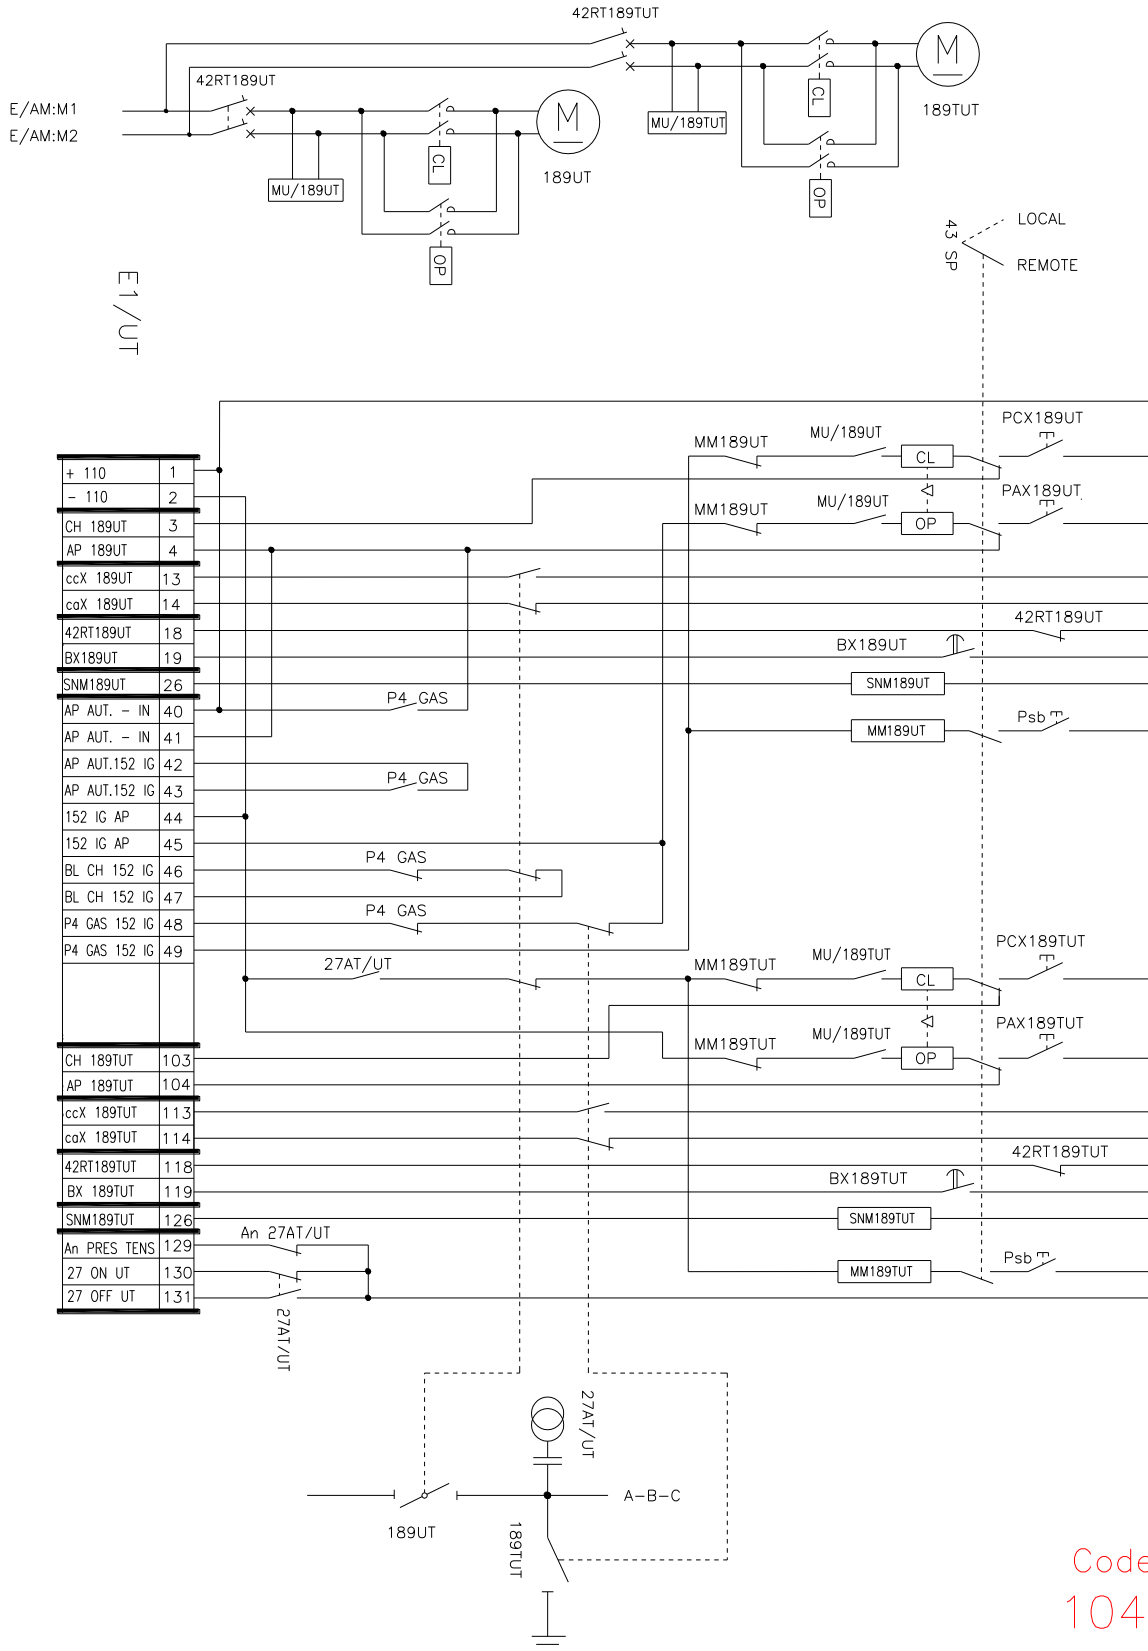 42RT189TUT
M
42RT189UT
E/AM:M1
E/AM:M2
M
CL
189TUT
MU/189TUT
CL
189UT
MU/189UT
OP
OP
43 SP
LOCAL
REMOTE
E1/UT
PCX189UT
MM189UT
MU/189UT
CL
+ 110 1
- 110 2
PAX189UT
MM189UT
MU/189UT
OP
CH 189UT 3
AP 189UT 4
ccX 189UT 13
caX 189UT 14
42RT189UT
42RT189UT 18
BX189UT
BX189UT 19
SNM189UT 26
SNM189UT
P4 GAS
AP AUT. - IN 40
Psb
MM189UT
AP AUT. - IN 41
AP AUT.152 IG 42
P4 GAS
AP AUT.152 IG 43
152 IG AP 44
152 IG AP 45
P4 GAS
BL CH 152 IG 46
BL CH 152 IG 47
P4 GAS
P4 GAS 152 IG 48
P4 GAS 152 IG 49
PCX189TUT
27AT/UT
MM189TUT
MU/189TUT
CL
PAX189TUT
MM189TUT
MU/189TUT
OP
CH 189TUT 103
AP 189TUT 104
ccX 189TUT 113
caX 189TUT 114
42RT189TUT
42RT189TUT 118
BX189TUT
BX 189TUT 119
SNM189TUT 126
SNM189TUT
An 27AT/UT
An PRES TENS 129
Psb
27 ON UT 130
MM189TUT
27 OFF UT 131
27AT/UT
27AT/UT
A-B-C
189UT
189TUT
Code
104